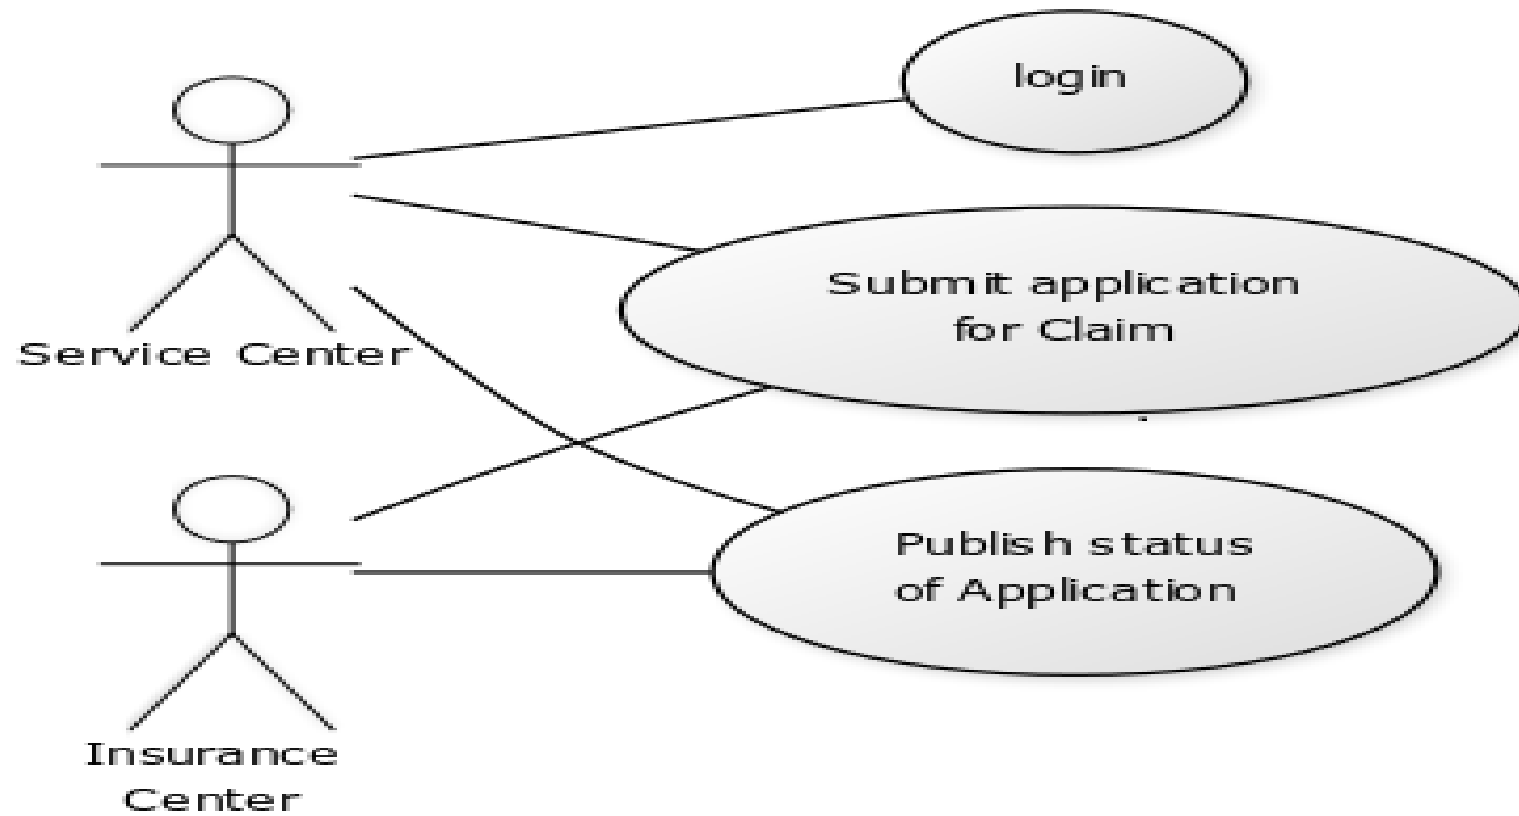 login
Submit application
for Claim
Service Center
Publish status
of Application
Insurance
Center